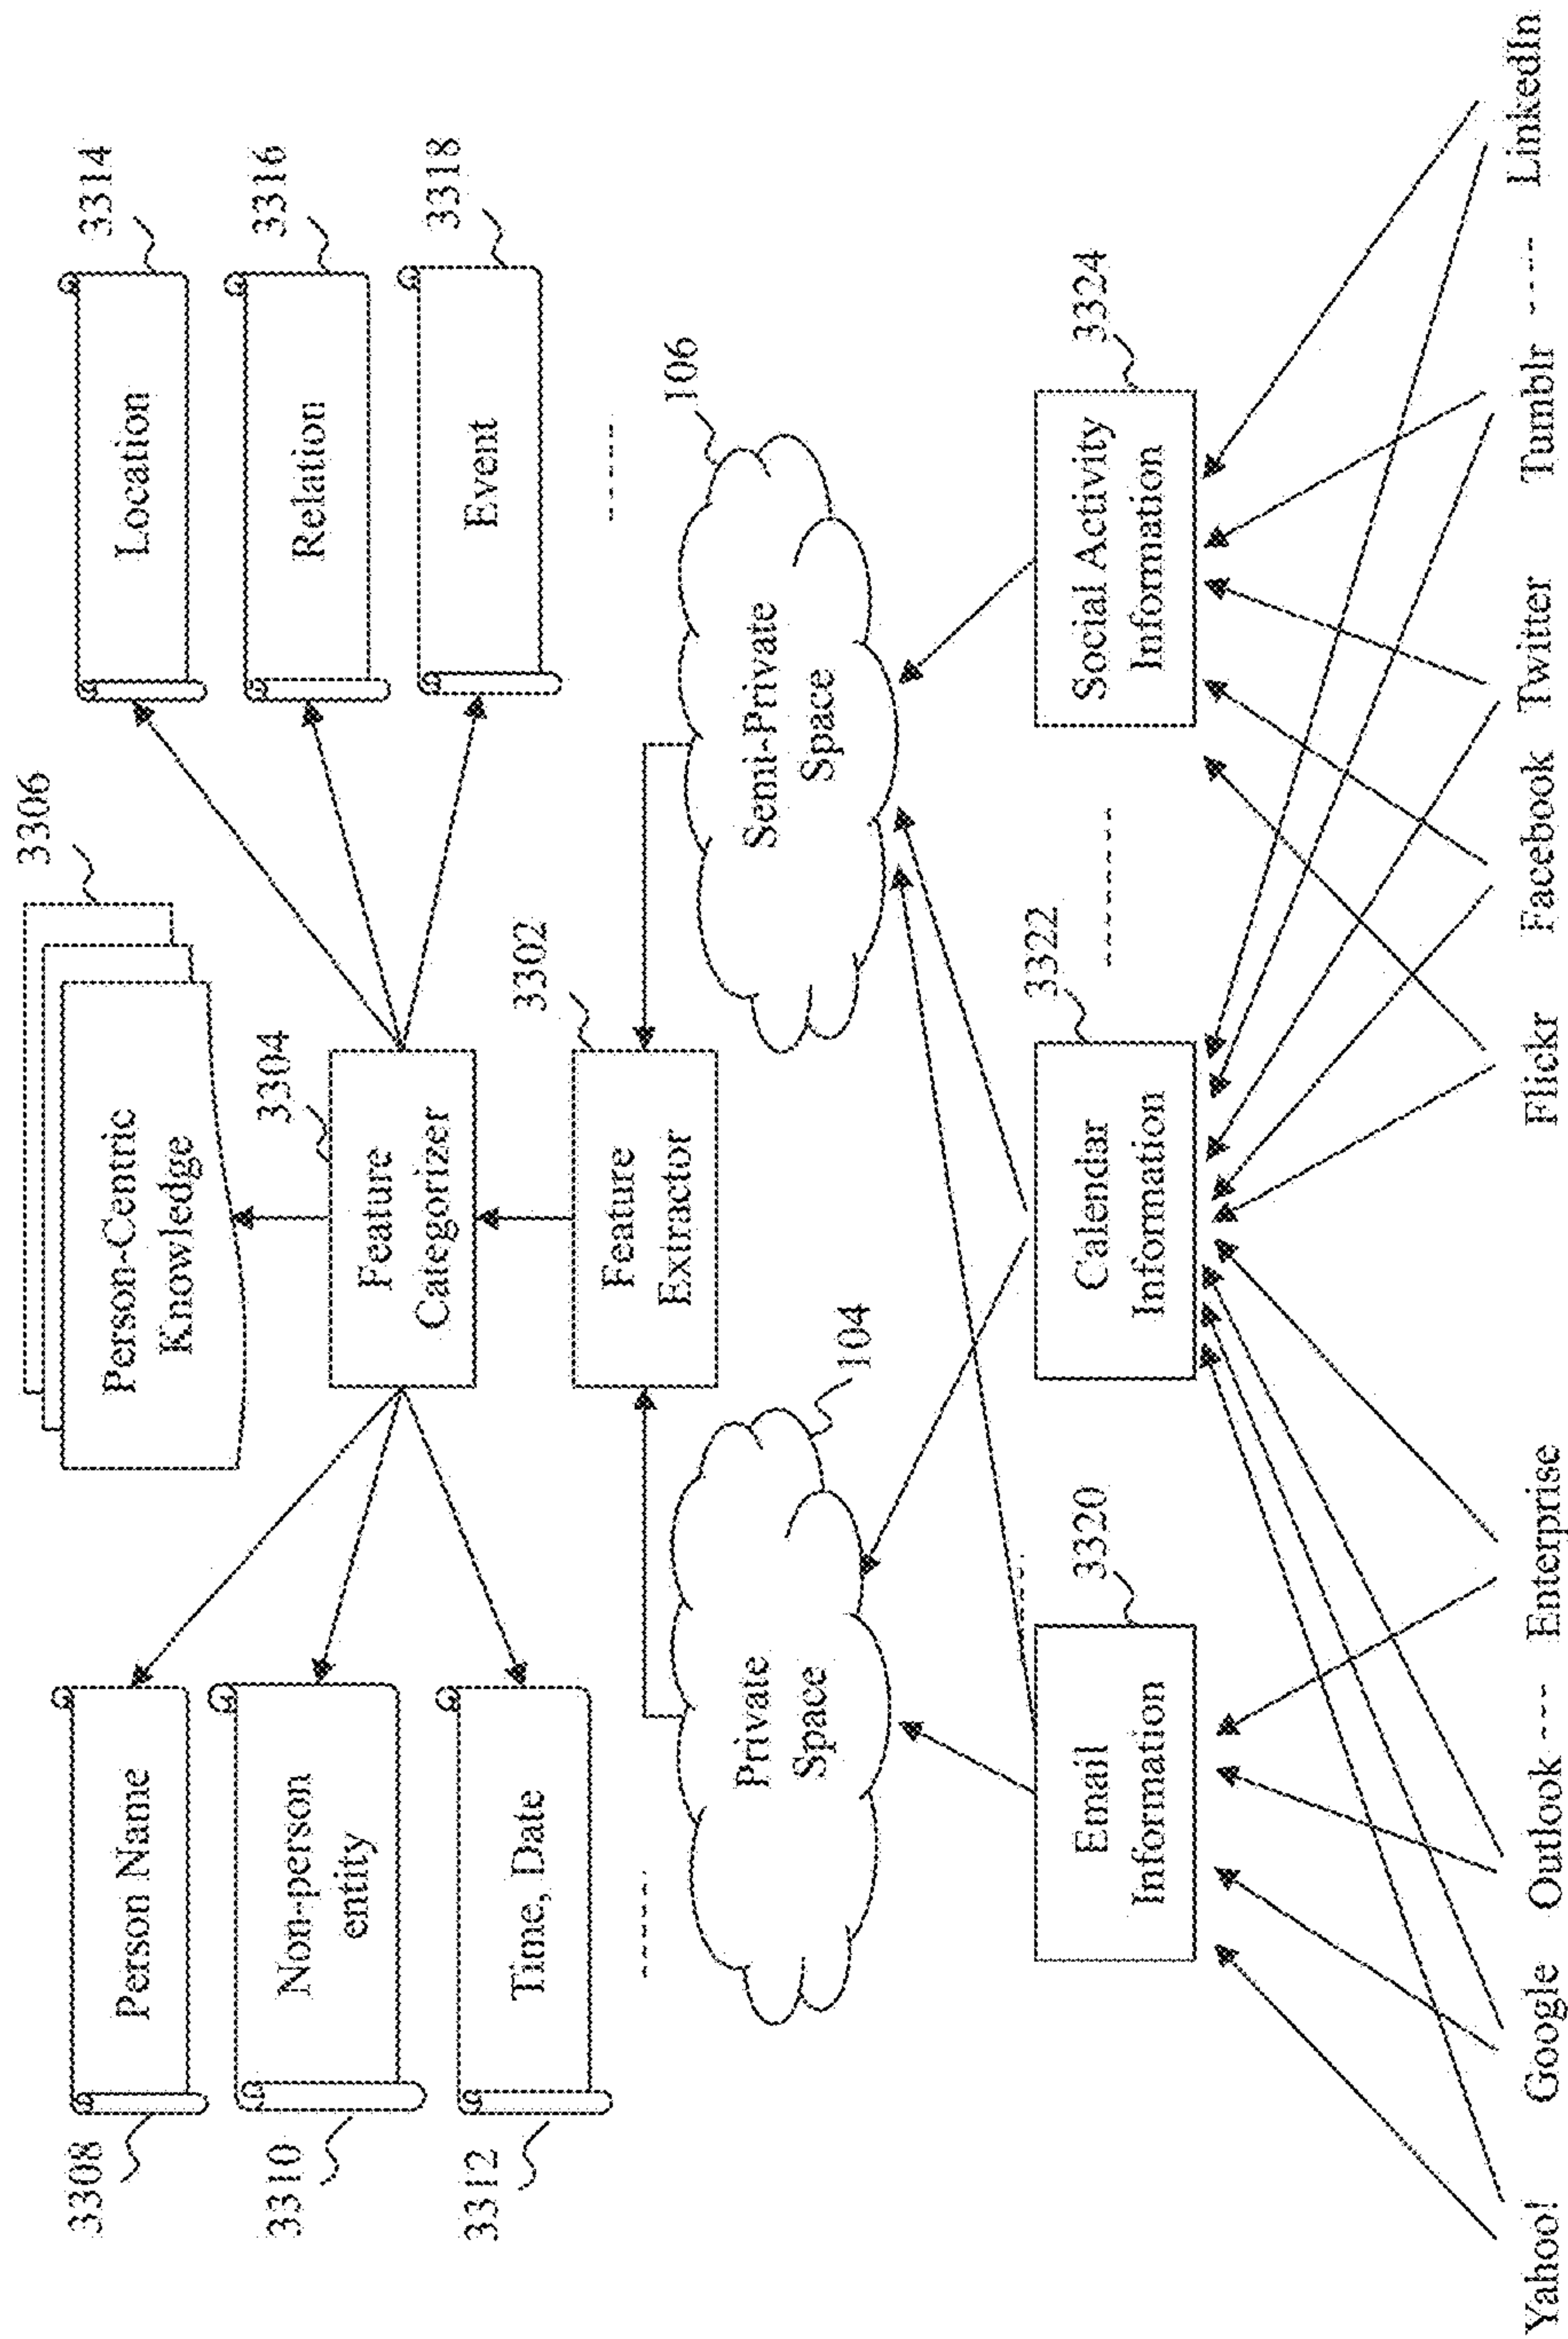 3306
Person-Centric
Knowledge
3308
Person Name
3314
Location
3304
Feature
Categorizer
3310
Non-person
entity
3316
Relation
3312
Time, Date
3318
Event
3302
Feature
Extractor
Private
Space
104
Semi-Private
Space
106
Email
Information
3320
Calendar
Information
3322
Social Activity
Information
3324
Yahoo! Google Outlook --- Enterprise Flickr Facebook Twitter Tumblr ---- LinkedIn